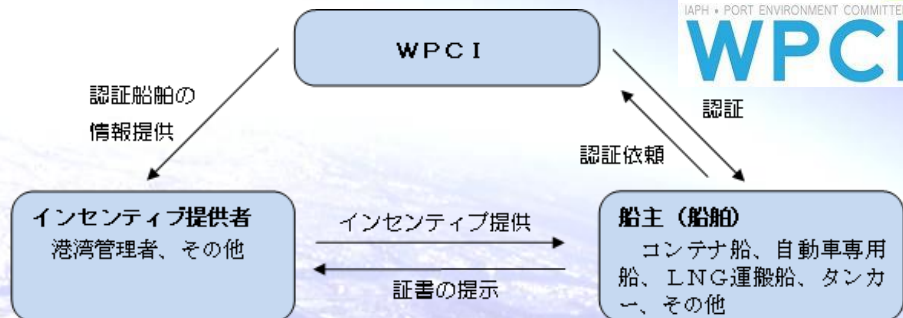 IAPH • PORT ENVIRONMENT COMMITTEE
WPCI
ＷＰＣＩ
認証船舶の
情報提供
認証
認証依頼
インセンティブ提供者
港湾管理者、その他
インセンティブ提供
証書の提示
船主（船舶）
コンテナ船、自動車専用
船、ＬＮＧ運搬船、タンカ
ー、その他